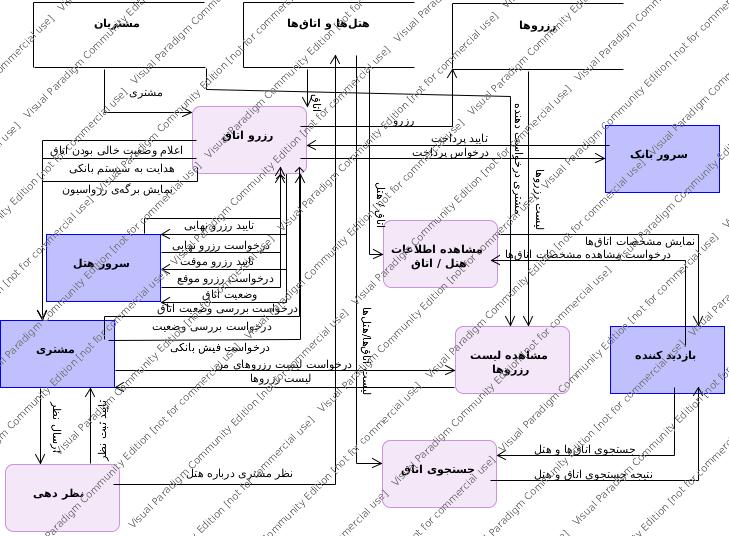 مشتریان
هتل‌ها و اتاق‌ها
رزروها
مشتری
اتاق
رزرو
رزرو اتاق
تایید پرداخت
درخواس پرداخت
سرور بانک
اعلام وضعیت خالی بودن اتاق
هدایت به سیستم بانکی
نمایش برگه‌ی رزواسیون
مشتری درخواست دهنده
لیست رزروها
اتاق / هتل
تایید رزرو نهایی
درخواست رزرو نهایی
تایید رزرو موقت
درخواست رزرو موقع
وضعیت اتاق
درخواست بررسی وضعیت اتاق
درخواست بررسی وضعیت
درخواست فیش بانکی
سرور هتل
مشاهده اطلاعات
هتل / اتاق
نمایش مشخصات اتاق‌ها
درخواست مشاهده مشخصات اتاق‌ها
مشتری
درخواست لیست رزروهای من
لیست رزروها
لیست اتاق‌ها/هتل‌ها
مشاهده لیست
رزروها
بازدید کننده
ارسال نظر
تایید ثبت نظر
نظر دهی
نظر مشتری درباره هتل
جستجوی اتاق
جستجوی اتاق‌ها و هتل
نتیجه جستجوی اتاق و هتل
Visual Paradigm Community Edition [not for commercial use]